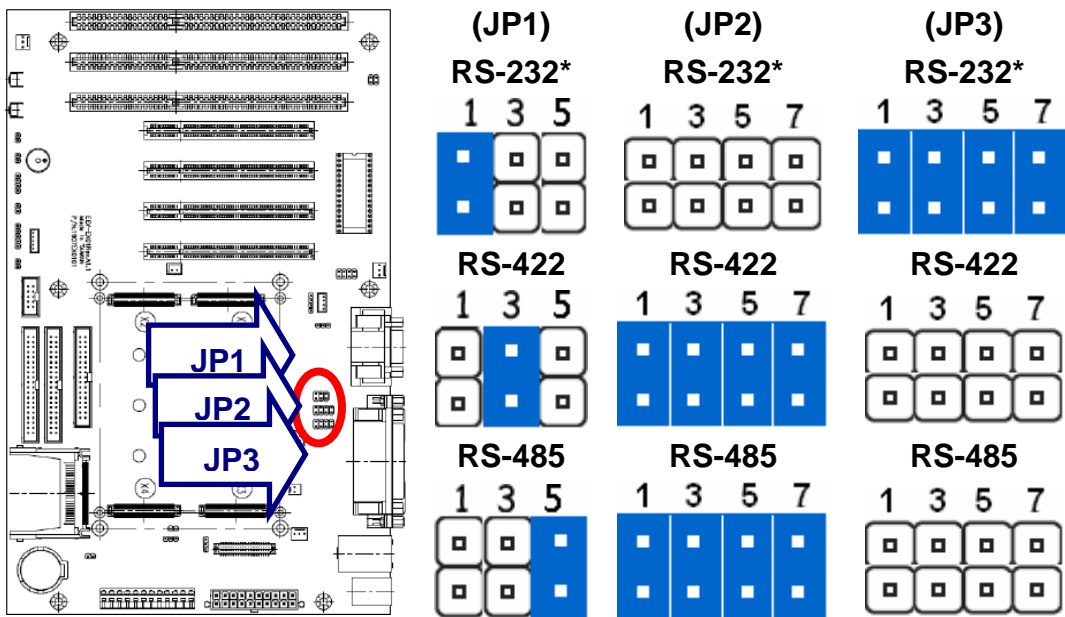 (JP1) (JP2) (JP3)
RS-232* RS-232* RS-232*
1 3 5 1 3 5 7 1 3 5 7
RS-422 RS-422 RS-422
1 3 5 1 3 5 7 1 3 5 7
RS-485 RS-485 RS-485
1 3 5 1 3 5 7 1 3 5 7
JP1
JP2
JP3
X4